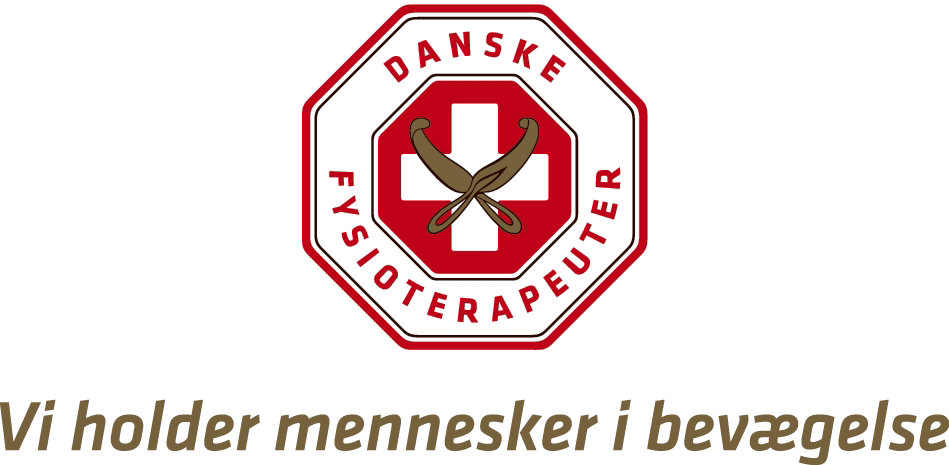 DANSKE
FYSIOTERAPEUTER
Vi holder mennesker i bevægelse